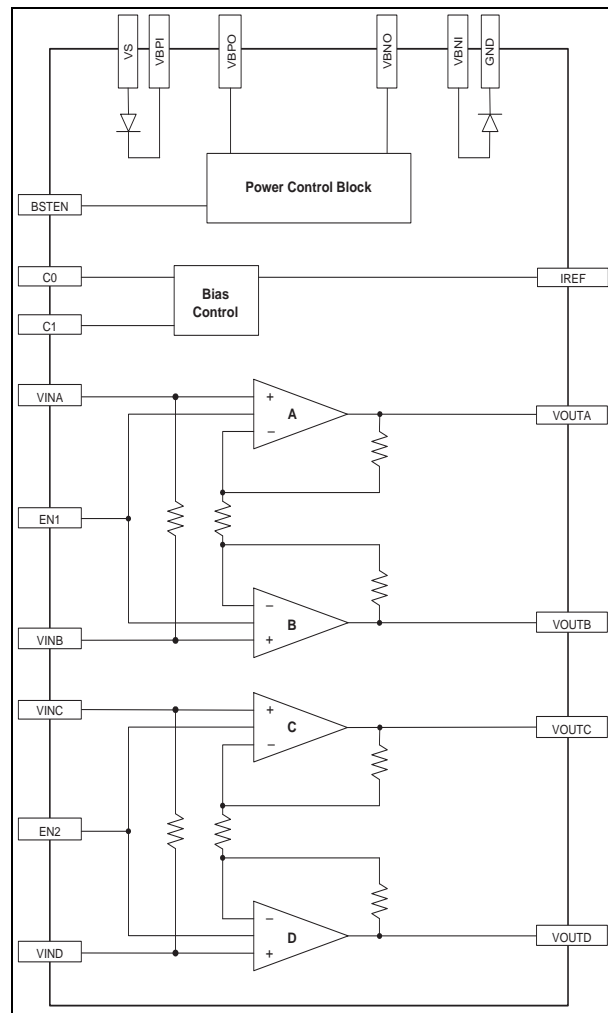 VS
VBPI
VBPO
VBNO
VBNI
GND
Power Control Block
BSTEN
C0
Bias
Control
IREF
C1
VINA
+
A
−
VOUTA
EN1
−
B
+
VOUTB
VINB
VINC
+
C
−
VOUTC
EN2
−
D
+
VOUTD
VIND